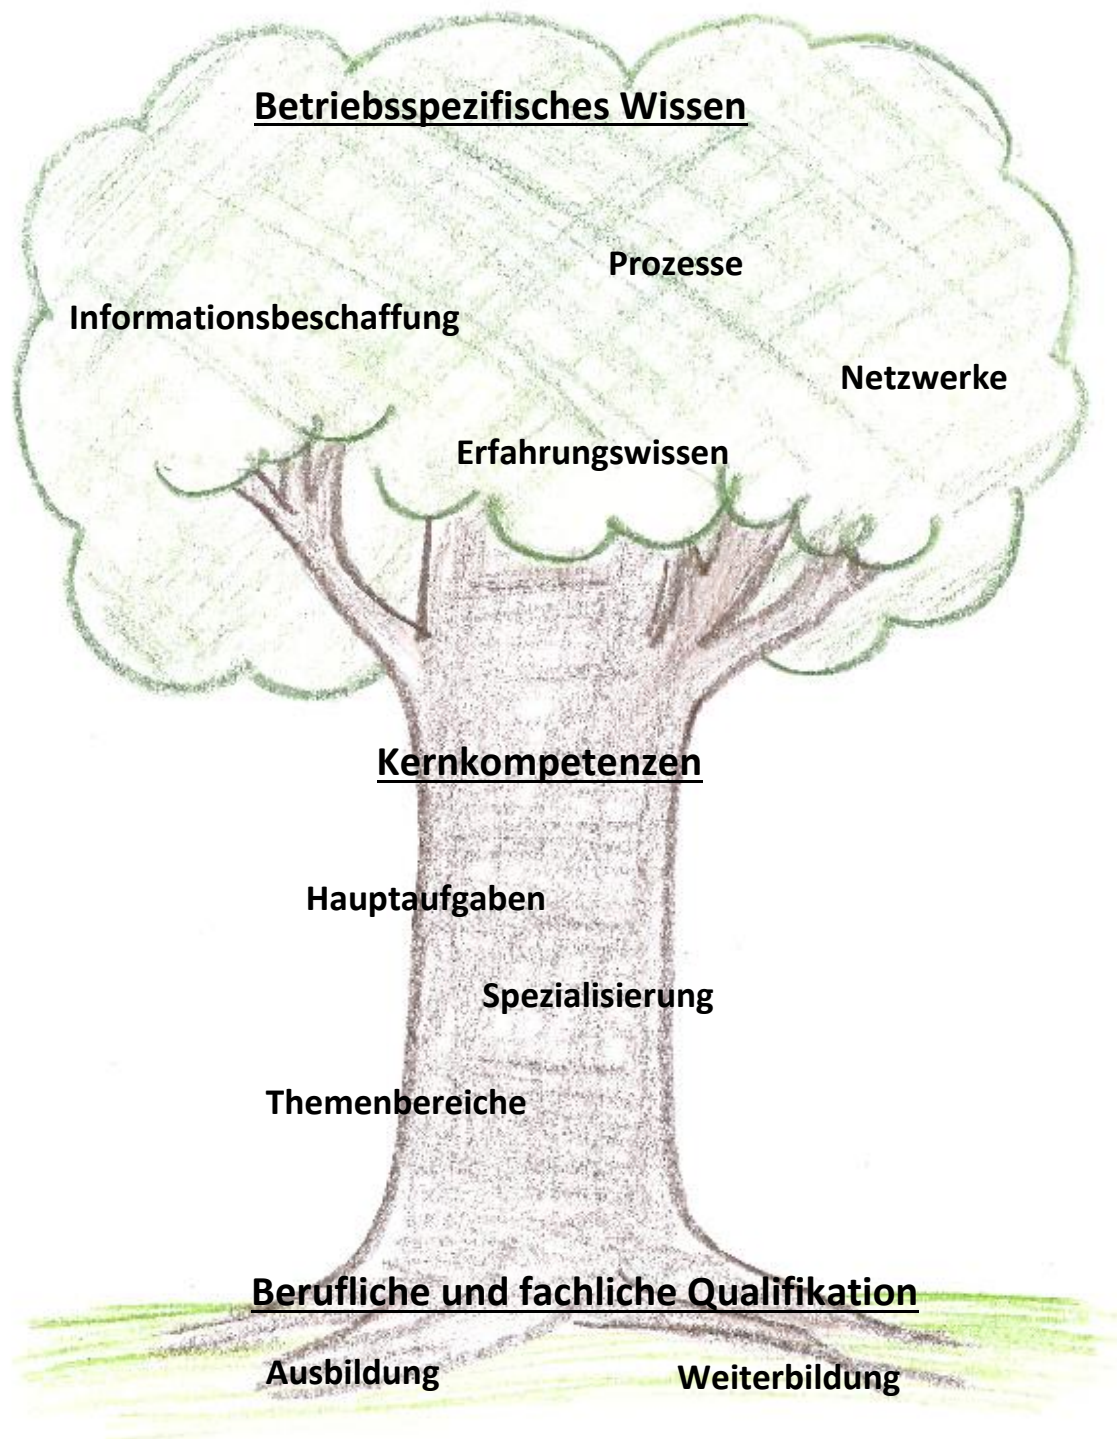 Betriebsspezifisches Wissen
Prozesse
Informationsbeschaffung
Netzwerke
Erfahrungswissen
Kernkompetenzen
Hauptaufgaben
Spezialisierung
Themenbereiche
Berufliche und fachliche Qualifikation
Ausbildung
Weiterbildung